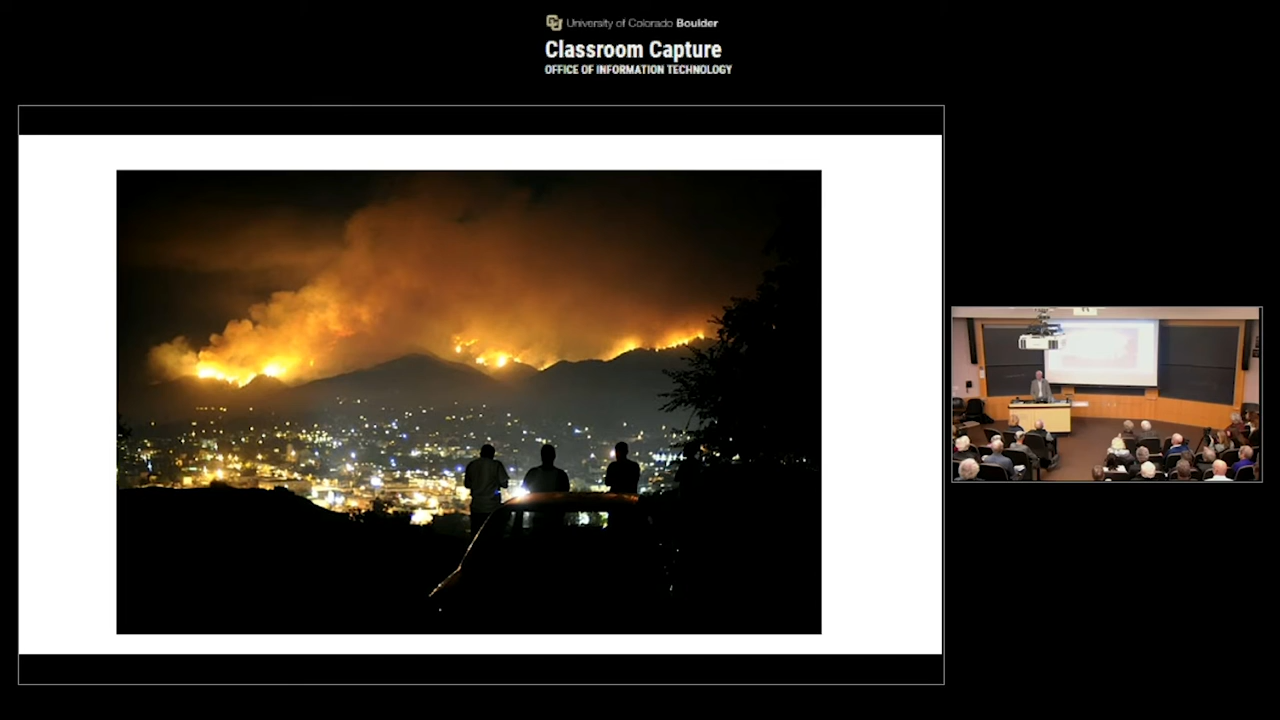 University of Colorado Boulder
Classroom Capture
OFFICE OF INFORMATION TECHNOLOGY